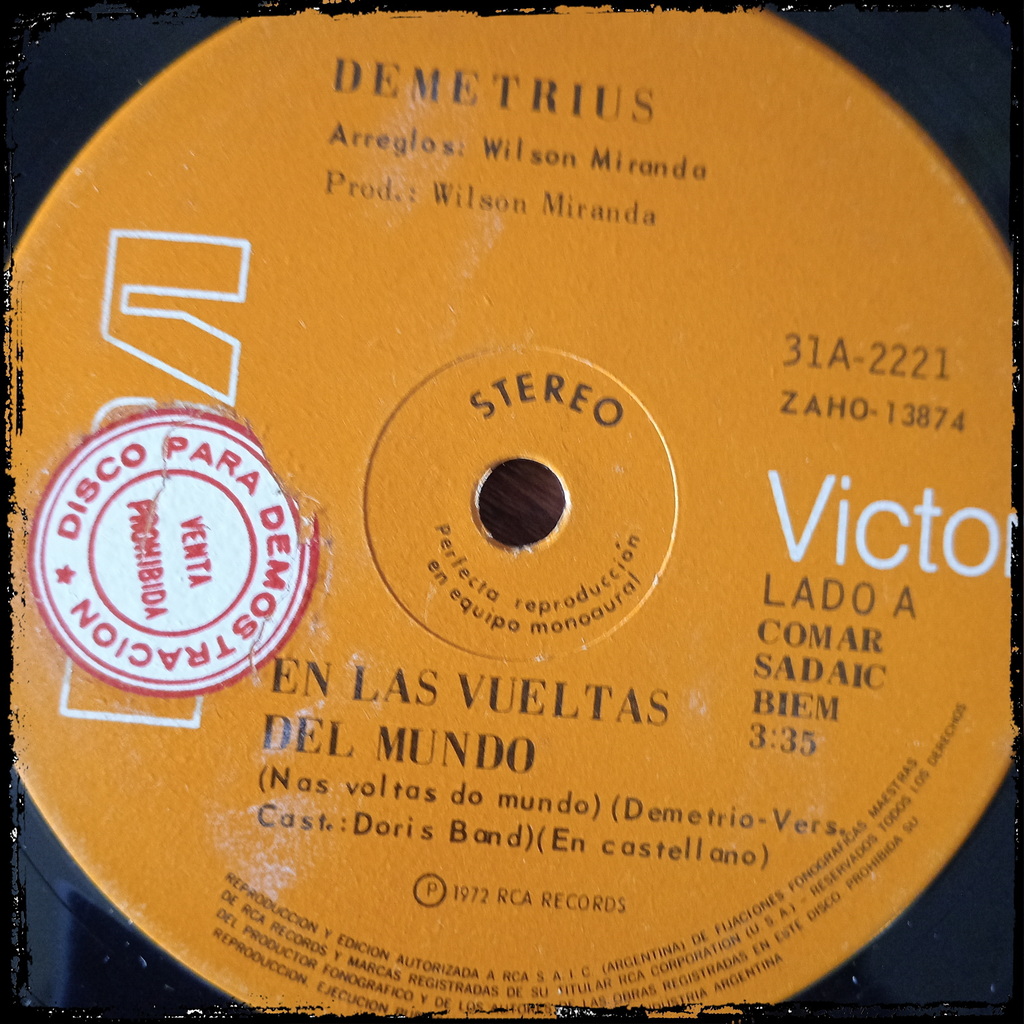 DEMETRIUS
Arreglos: Wilson Miranda
Prod.: Wilson Miranda
31A-2221
ZAHO-13874
STEREO
Perfecta reproducción
en equipo monoaural
Victor
LADO A
COMAR
SADAIC
BIEM
3:35
DISCO PARA DEMOSTRACION
VENTA
PROHIBIDA
EN LAS VUELTAS
DEL MUNDO
(Nas voltas do mundo) (Demetrio-Vers.
Cast.: Doris Band)(En castellano)
Ⓟ 1972 RCA RECORDS
REPRODUCCION Y EDICION AUTORIZADA A RCA S A I C (ARGENTINA) DE FIJACIONES FONOGRAFICAS MAESTRAS
DE RCA RECORDS Y MARCAS REGISTRADAS DE SU TITULAR RCA CORPORATION (U S A) - RESERVADOS TODOS LOS DERECHOS
DEL PRODUCTOR FONOGRAFICO Y DE LOS AUTORES LAS OBRAS REGISTRADAS EN ESTE DISCO PROHIBIDA SU
REPRODUCCION, EJECUCION INDUSTRIA ARGENTINA